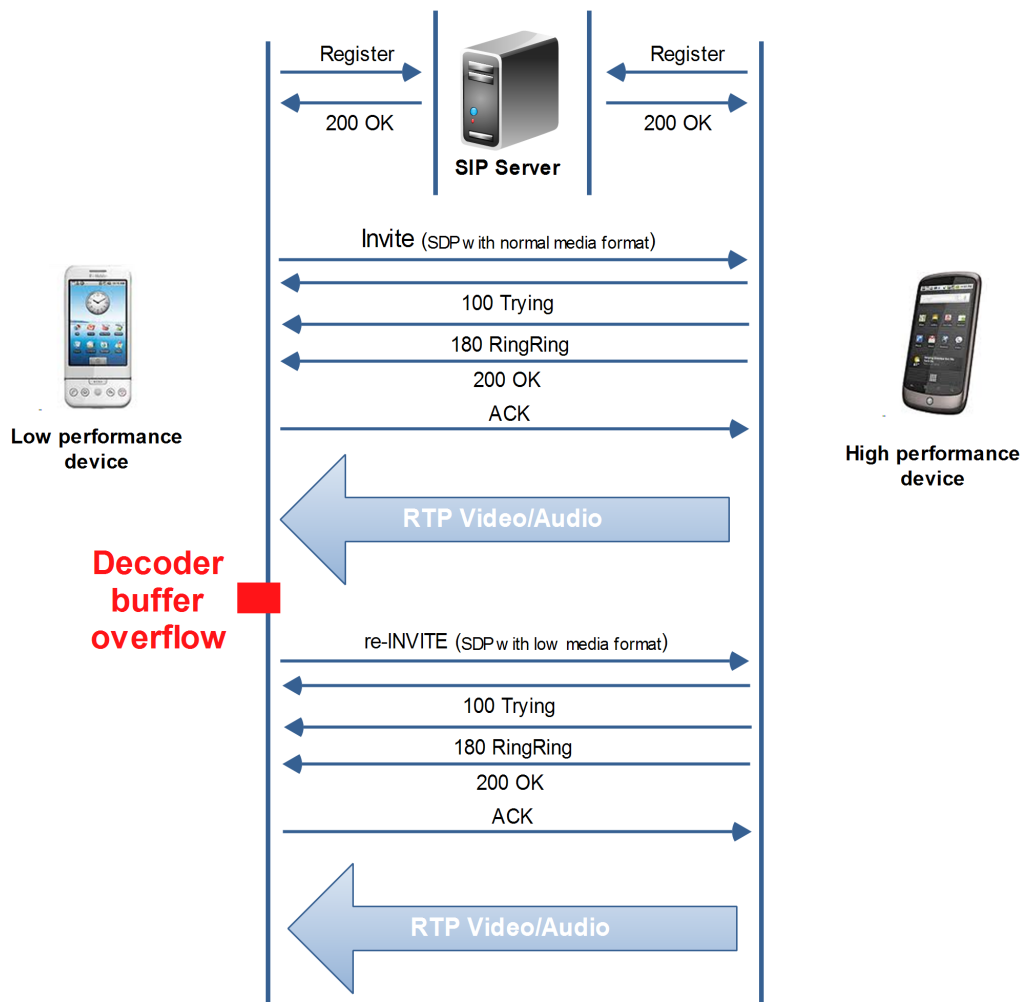 Register
Register
200 OK
200 OK
SIP Server
Invite (SDP with normal media format)
100 Trying
180 RingRing
200 OK
ACK
Low performance
device
High performance
device
RTP Video/Audio
Decoder
buffer
overflow
re-INVITE (SDP with low media format)
100 Trying
180 RingRing
200 OK
ACK
RTP Video/Audio